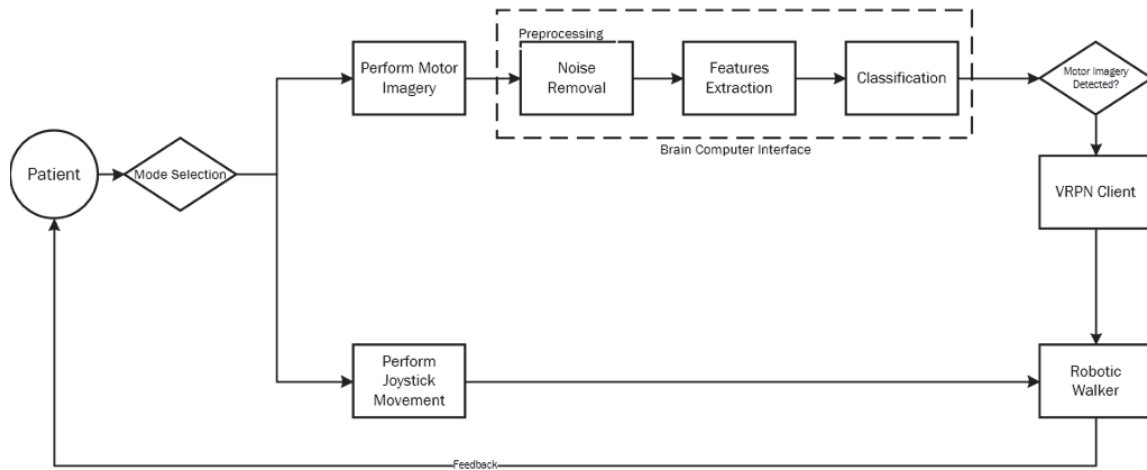 Preprocessing
Perform Motor
Imagery
Noise
Removal
Features
Extraction
Classification
Motor Imagery
Detected?
Brain Computer Interface
Patient
Mode Selection
VRPN Client
Perform
Joystick
Movement
Robotic
Walker
Feedback